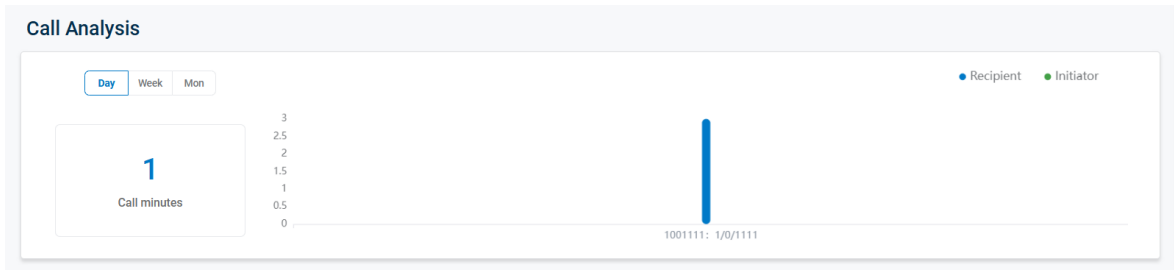 Call Analysis
Day Week Mon
Recipient Initiator
1
Call minutes
3
2.5
2
1.5
1
0.5
0
1001111: 1/0/1111